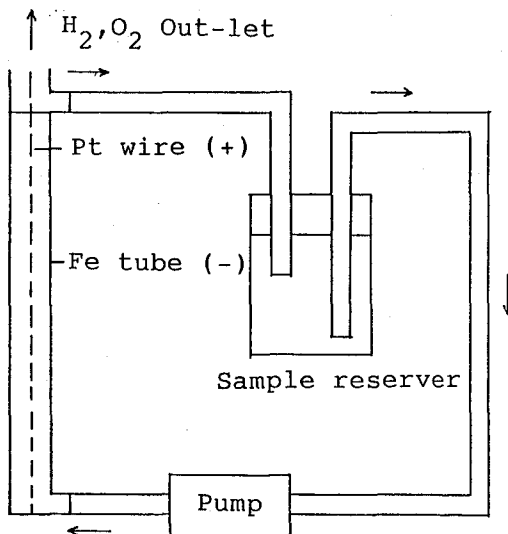 H2,O2 Out-let
Pt wire (+)
Fe tube (-)
Sample reserver
Pump